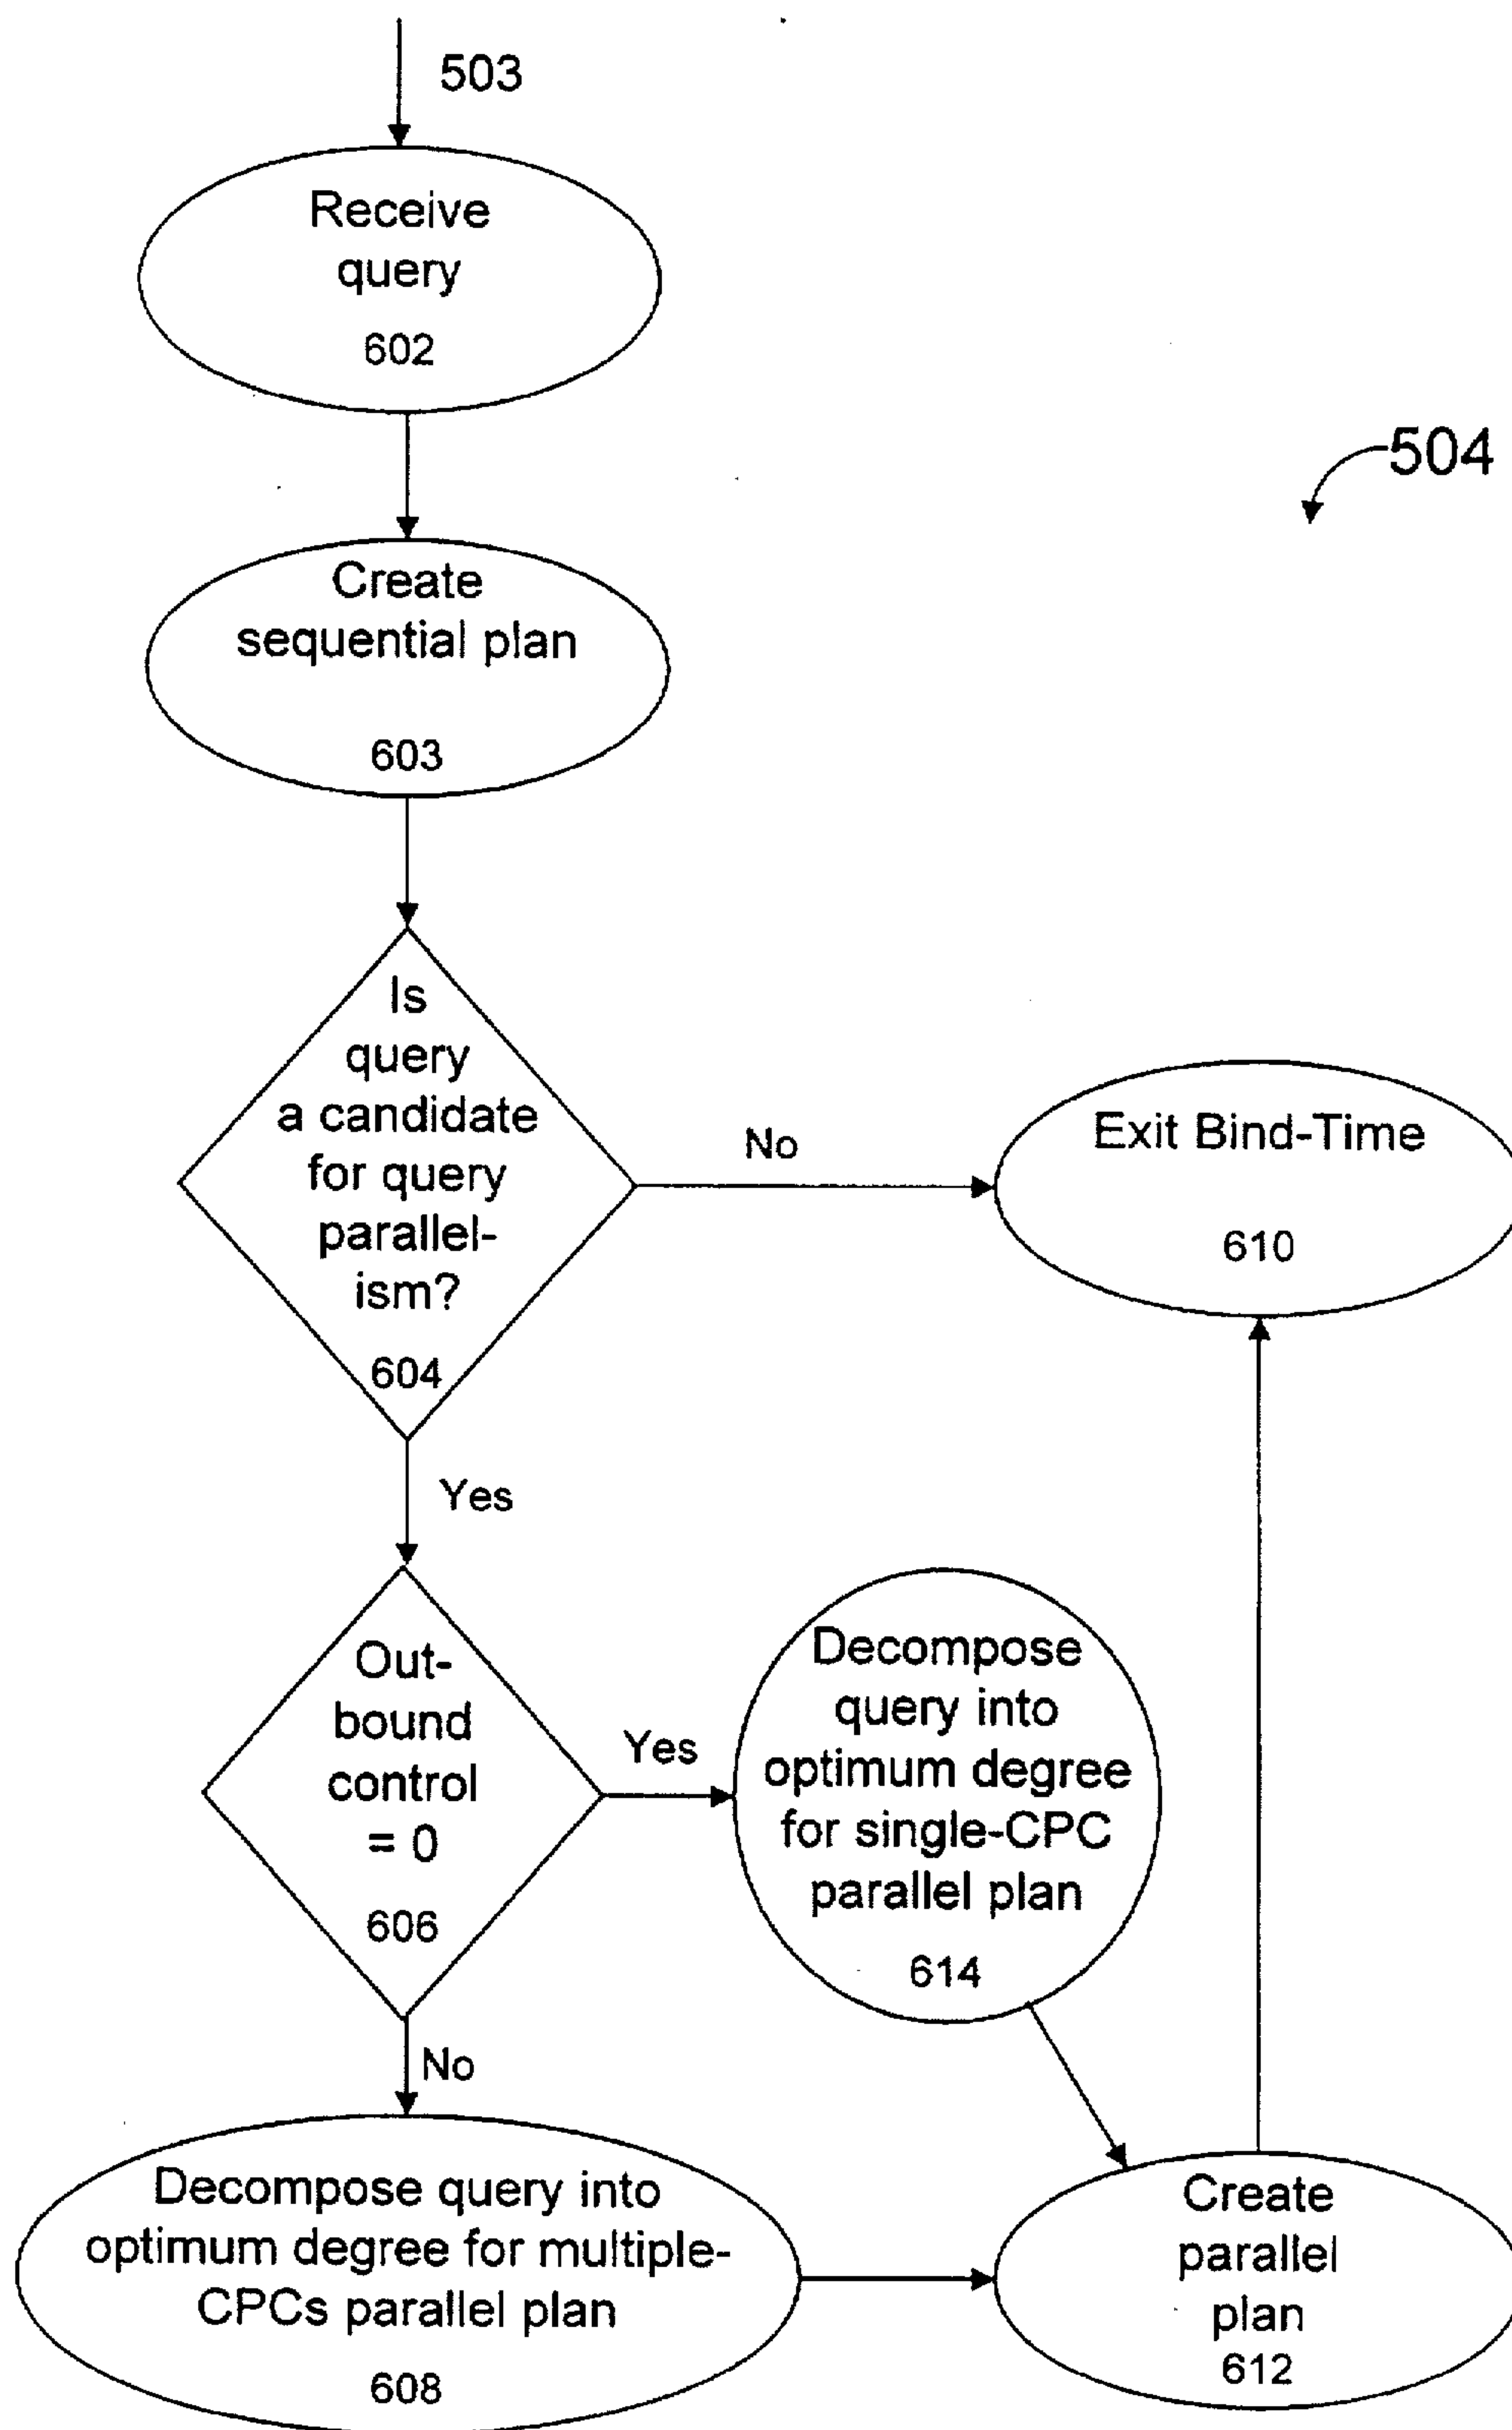 503
Receive
query
602
504
Create
sequential plan
603
Is
query
a candidate
for query
parallel-
ism?
604
No
Exit Bind-Time
610
Yes
Out-
bound
control
= 0
606
Yes
Decompose
query into
optimum degree
for single-CPC
parallel plan
614
No
Decompose query into
optimum degree for multiple-
CPCs parallel plan
608
Create
parallel
plan
612